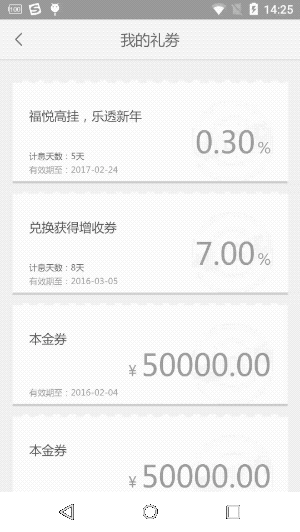 100
14:25
我的礼券
福悦高挂，乐透新年
0.30%
计息天数：5天
有效期至：2017-02-24
兑换获得增收券
7.00%
计息天数：8天
有效期至：2016-03-05
本金券
¥ 50000.00
有效期至：2016-02-04
本金券
¥ 50000.00